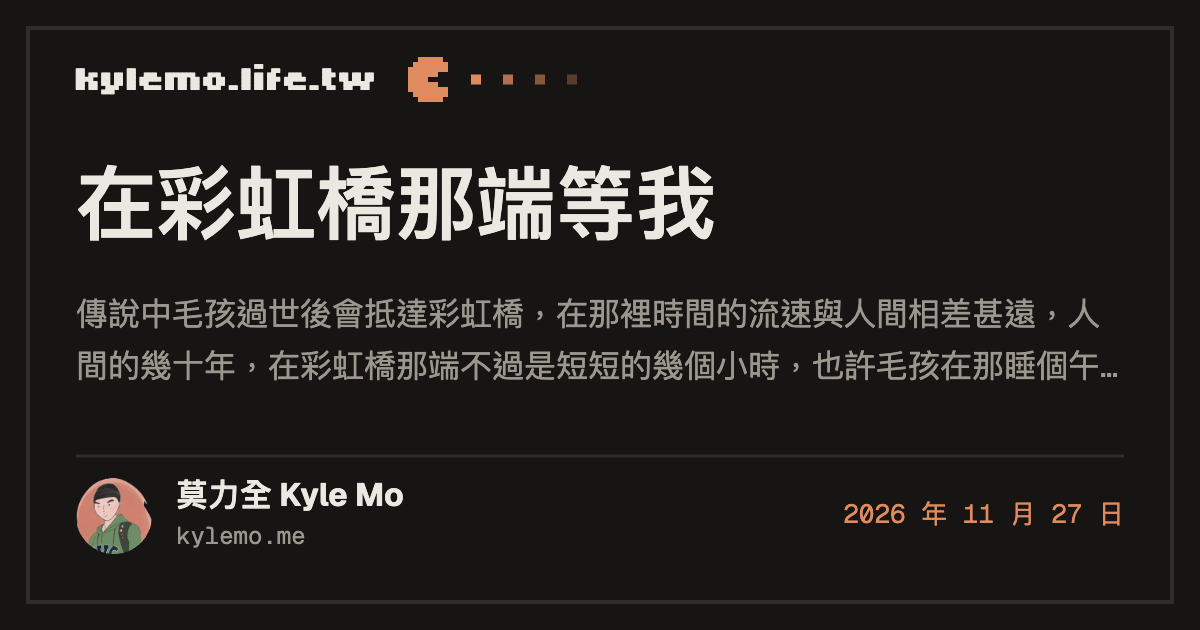 kylemo.life.tw
在彩虹橋那端等我
傳說中毛孩過世後會抵達彩虹橋，在那裡時間的流速與人間相差甚遠，人
間的幾十年，在彩虹橋那端不過是短短的幾個小時，也許毛孩在那睡個午…
莫力全 Kyle Mo
kylemo.me
2026 年 11 月 27 日